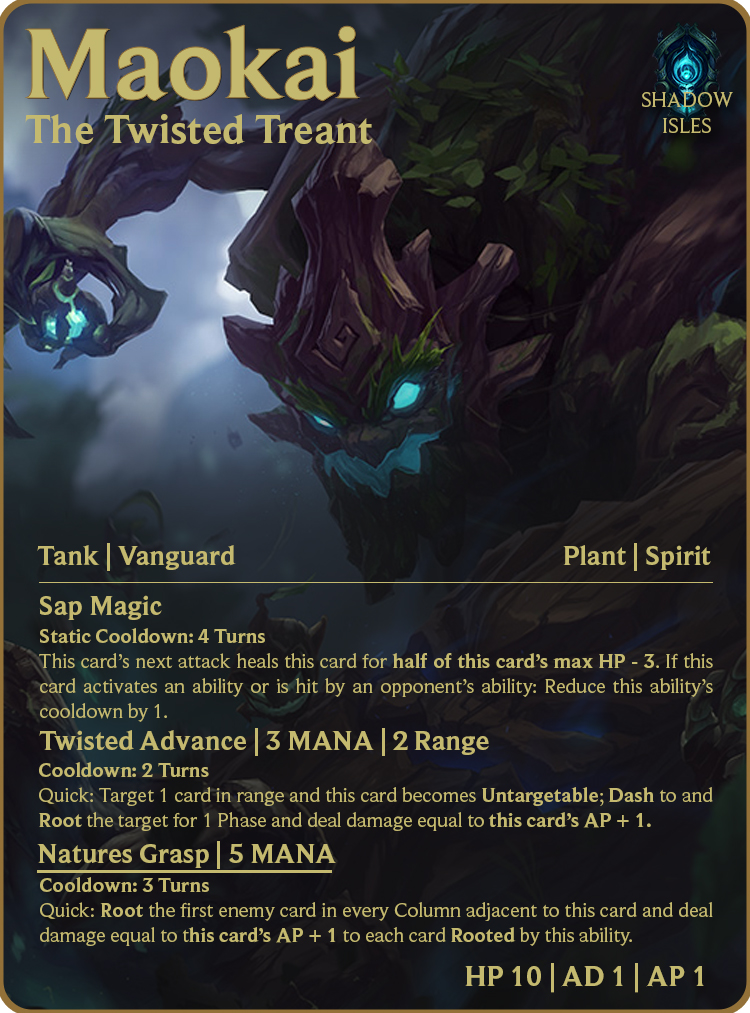 Maokai
The Twisted Treant
SHADOW
ISLES
Tank | Vanguard
Plant | Spirit
Sap Magic
Static Cooldown: 4 Turns
This card's next attack heals this card for half of this card's max HP - 3. If this
card activates an ability or is hit by an opponent's ability: Reduce this ability's
cooldown by 1.
Twisted Advance | 3 MANA | 2 Range
Cooldown: 2 Turns
Quick: Target 1 card in range and this card becomes Untargetable; Dash to and
Root the target for 1 Phase and deal damage equal to this card's AP + 1.
Natures Grasp | 5 MANA
Cooldown: 3 Turns
Quick: Root the first enemy card in every Column adjacent to this card and deal
damage equal to this card's AP + 1 to each card Rooted by this ability.
HP 10 | AD 1 | AP 1